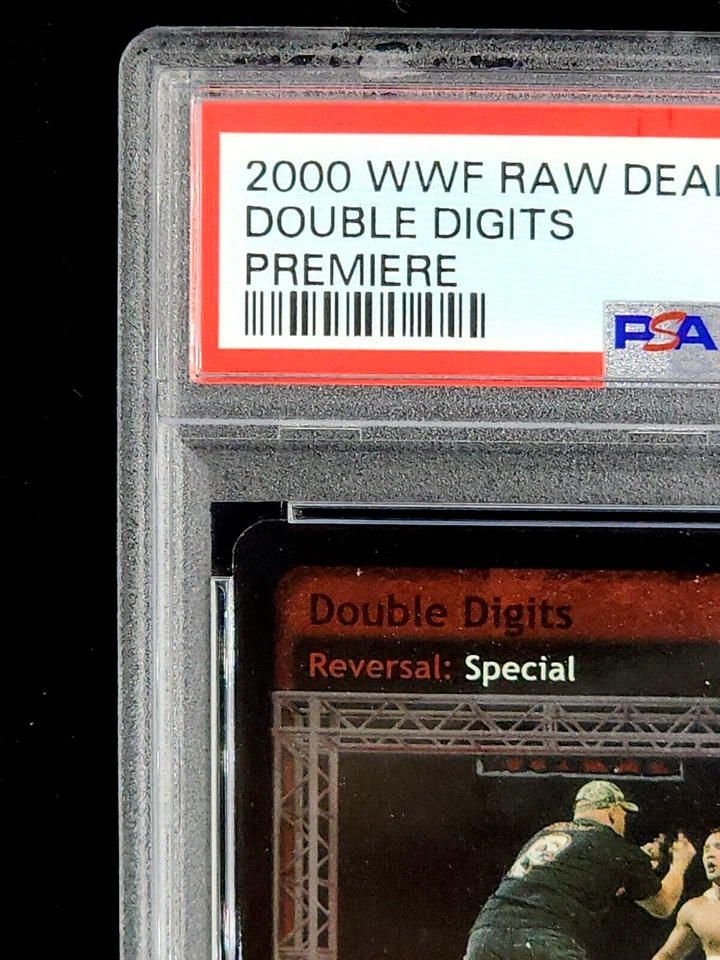 2000 WWF RAW DEAL
DOUBLE DIGITS
PREMIERE
PSA
Double Digits
Reversal: Special